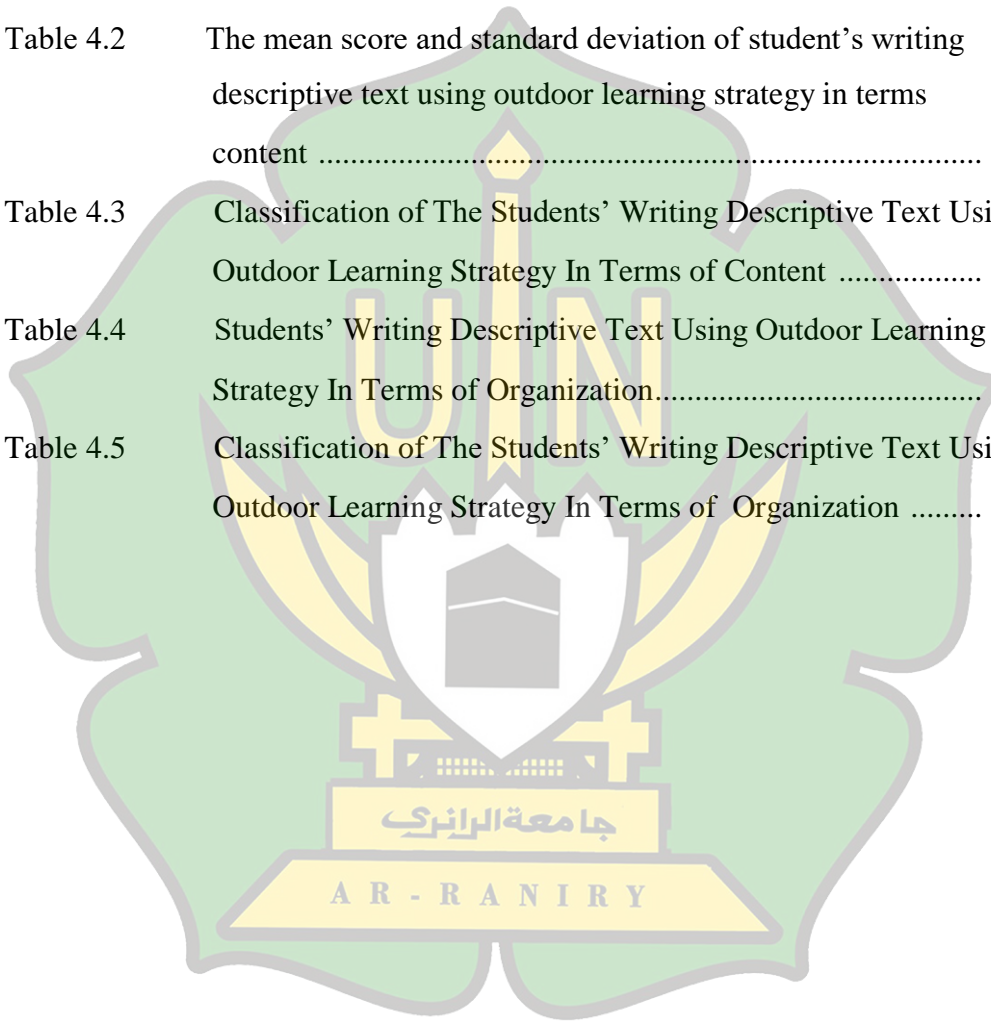 Table 4.2 The mean score and standard deviation of student’s writing
descriptive text using outdoor learning strategy in terms
content ...................................................................................
Table 4.3 Classification of The Students’ Writing Descriptive Text Usi
Outdoor Learning Strategy In Terms of Content ..................
Table 4.4 Students’ Writing Descriptive Text Using Outdoor Learning
Strategy In Terms of Organization.........................................
Table 4.5 Classification of The Students’ Writing Descriptive Text Usi
Outdoor Learning Strategy In Terms of Organization .........
UIN
جامعةالرانري
AR-RANIRY